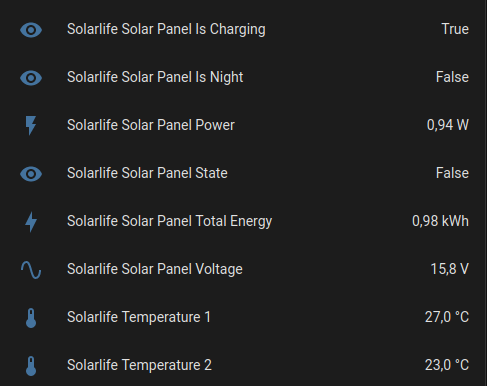 Solarlife Solar Panel Is Charging True
Solarlife Solar Panel Is Night False
Solarlife Solar Panel Power 0,94 W
Solarlife Solar Panel State False
Solarlife Solar Panel Total Energy 0,98 kWh
Solarlife Solar Panel Voltage 15,8 V
Solarlife Temperature 1 27,0 °C
Solarlife Temperature 2 23,0 °C